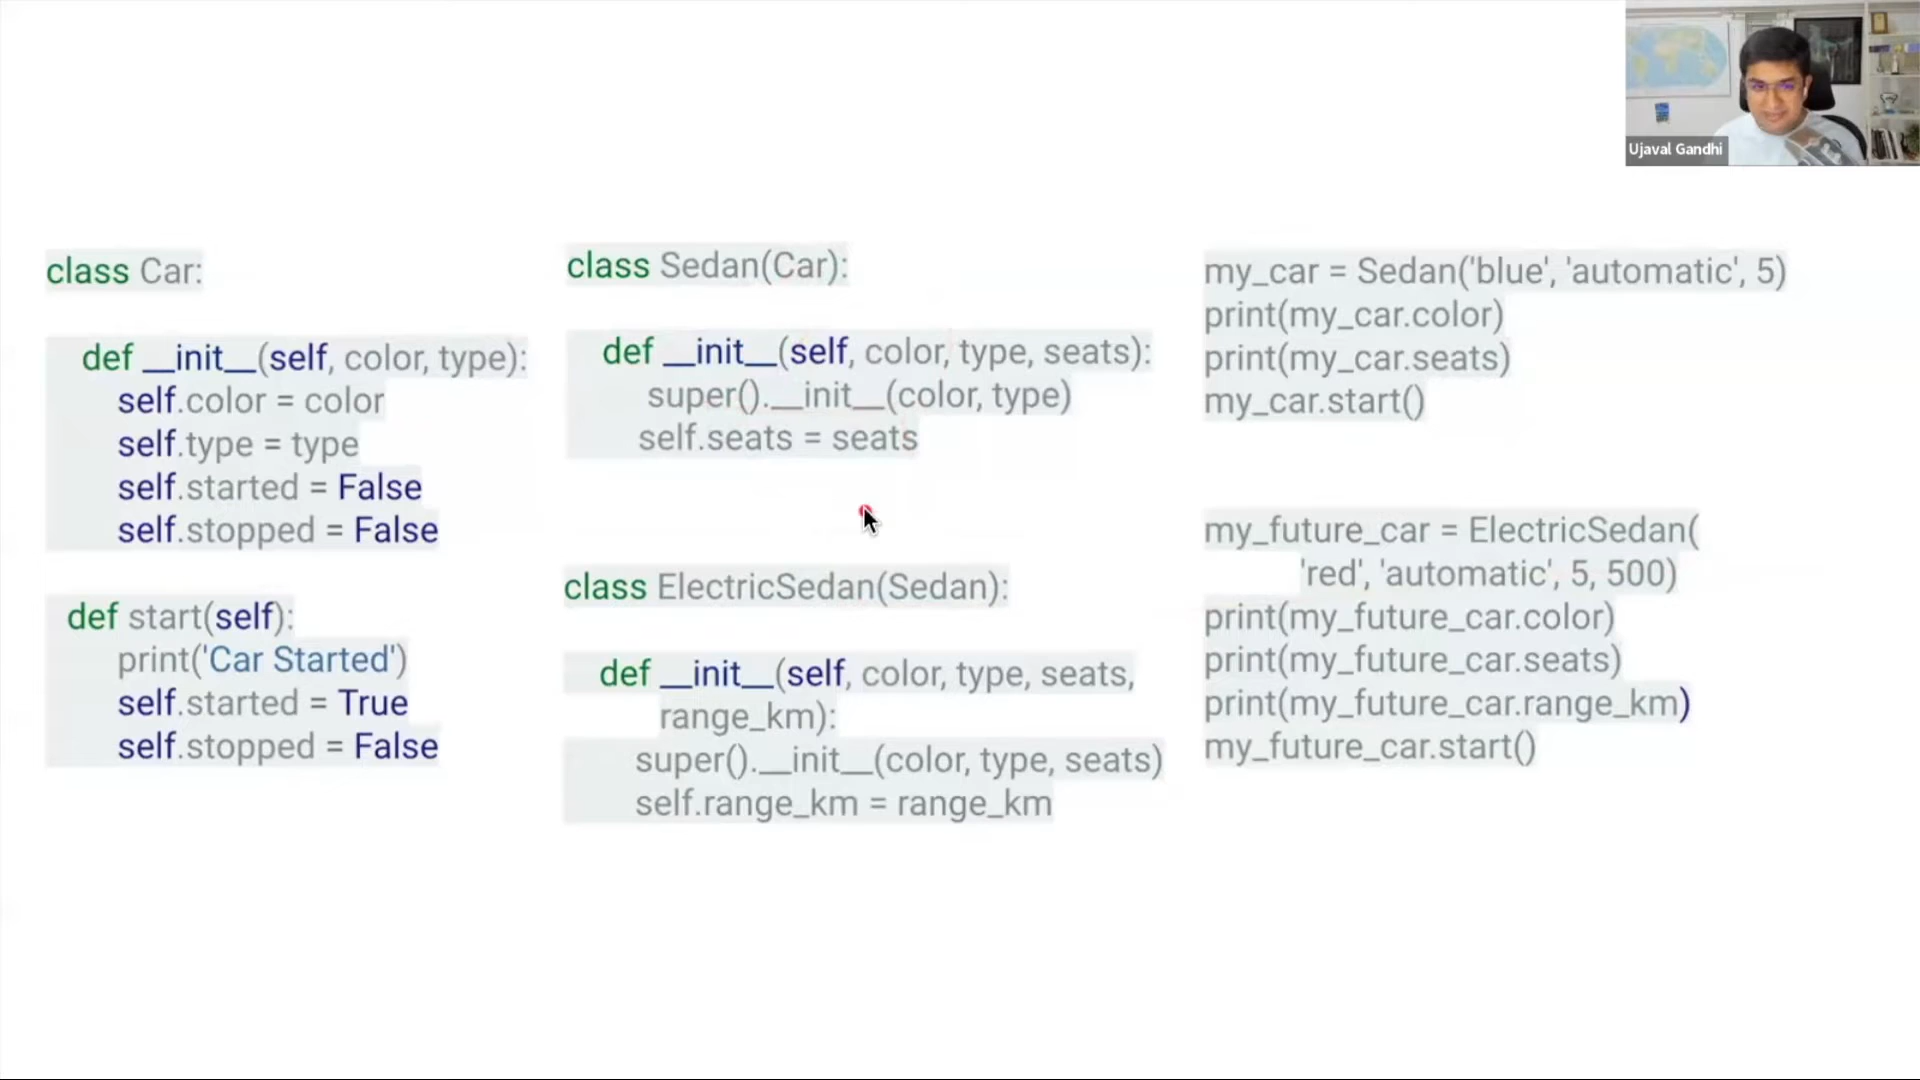 Ujaval Gandhi
class Car:
def __init__(self, color, type):
self.color = color
self.type = type
self.started = False
self.stopped = False
def start(self):
print('Car Started')
self.started = True
self.stopped = False
class Sedan(Car):
def __init__(self, color, type, seats):
super().__init__(color, type)
self.seats = seats
class ElectricSedan(Sedan):
def __init__(self, color, type, seats,
range_km):
super().__init__(color, type, seats)
self.range_km = range_km
my_car = Sedan('blue', 'automatic', 5)
print(my_car.color)
print(my_car.seats)
my_car.start()
my_future_car = ElectricSedan(
'red', 'automatic', 5, 500)
print(my_future_car.color)
print(my_future_car.seats)
print(my_future_car.range_km)
my_future_car.start()